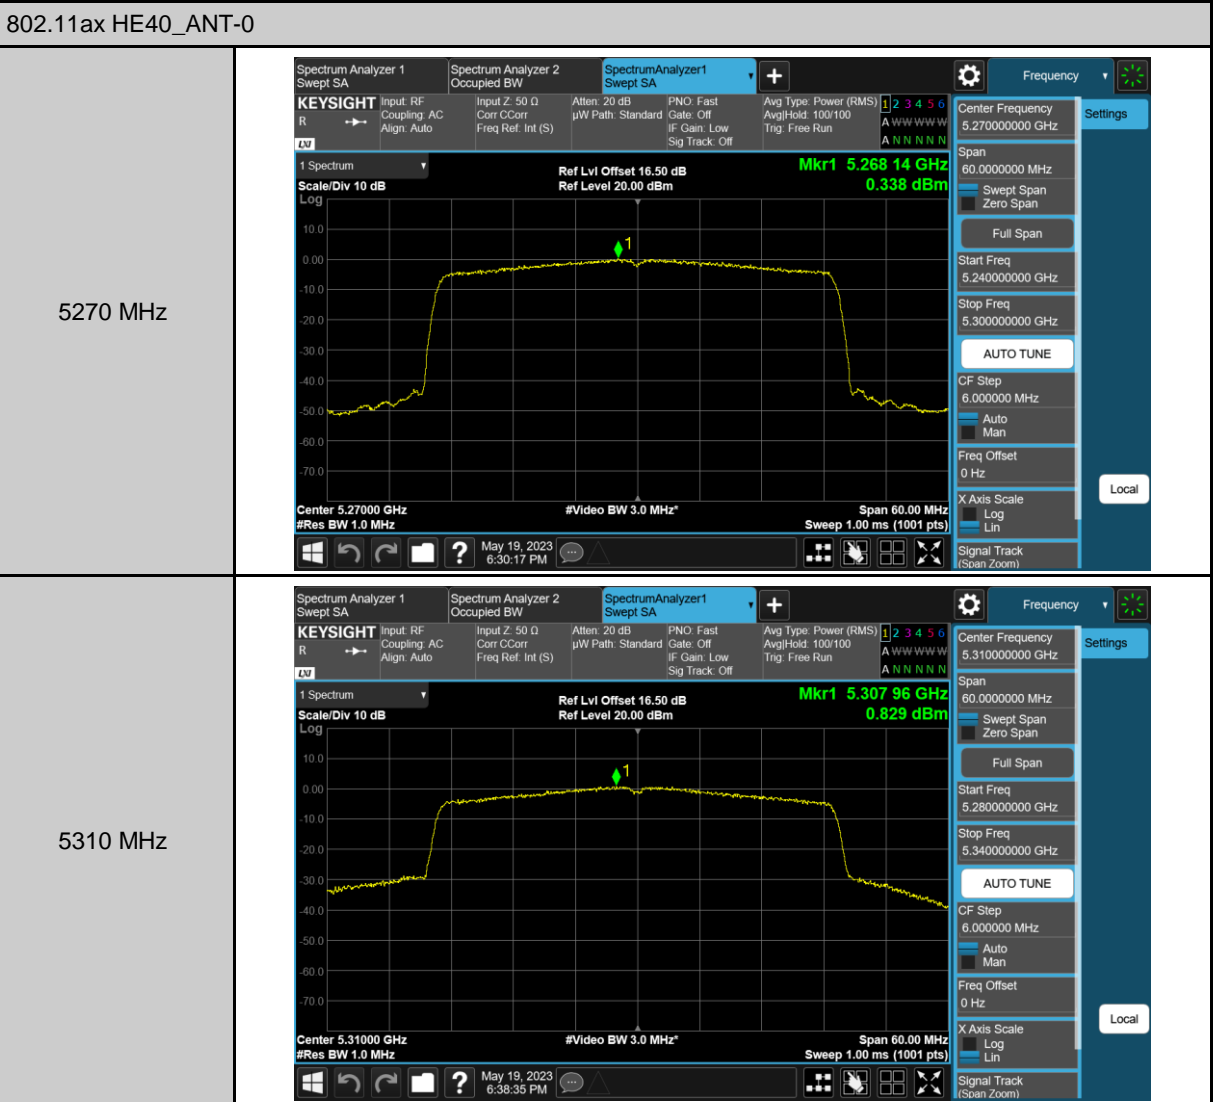 802.11ax HE40_ANT-0
5270 MHz
Spectrum Analyzer 1
Swept SA
Spectrum Analyzer 2
Occupied BW
SpectrumAnalyzer1
Swept SA
Frequency
KEYSIGHT
R
LXI
Input: RF
Coupling: AC
Align: Auto
Input Z: 50 Ω
Corr CCorr
Freq Ref: Int (S)
Atten: 20 dB
µW Path: Standard
PNO: Fast
Gate: Off
IF Gain: Low
Sig Track: Off
Avg Type: Power (RMS)
Avg|Hold: 100/100
Trig: Free Run
1 2 3 4 5 6
A W W W W W
A N N N N N
1 Spectrum
Scale/Div 10 dB
Log
Ref Lvl Offset 16.50 dB
Ref Level 20.00 dBm
Mkr1 5.268 14 GHz
0.338 dBm
1
10.0
0.00
-10.0
-20.0
-30.0
-40.0
-50.0
-60.0
-70.0
Center 5.27000 GHz
#Res BW 1.0 MHz
#Video BW 3.0 MHz*
Span 60.00 MHz
Sweep 1.00 ms (1001 pts)
May 19, 2023
6:30:17 PM
Center Frequency
5.270000000 GHz
Settings
Span
60.0000000 MHz
Swept Span
Zero Span
Full Span
Start Freq
5.240000000 GHz
Stop Freq
5.300000000 GHz
AUTO TUNE
CF Step
6.000000 MHz
Auto
Man
Freq Offset
0 Hz
X Axis Scale
Log
Lin
Signal Track
(Span Zoom)
Local
5310 MHz
Spectrum Analyzer 1
Swept SA
Spectrum Analyzer 2
Occupied BW
SpectrumAnalyzer1
Swept SA
Frequency
KEYSIGHT
R
LXI
Input: RF
Coupling: AC
Align: Auto
Input Z: 50 Ω
Corr CCorr
Freq Ref: Int (S)
Atten: 20 dB
µW Path: Standard
PNO: Fast
Gate: Off
IF Gain: Low
Sig Track: Off
Avg Type: Power (RMS)
Avg|Hold: 100/100
Trig: Free Run
1 2 3 4 5 6
A W W W W W
A N N N N N
1 Spectrum
Scale/Div 10 dB
Log
Ref Lvl Offset 16.50 dB
Ref Level 20.00 dBm
Mkr1 5.307 96 GHz
0.829 dBm
1
10.0
0.00
-10.0
-20.0
-30.0
-40.0
-50.0
-60.0
-70.0
Center 5.31000 GHz
#Res BW 1.0 MHz
#Video BW 3.0 MHz*
Span 60.00 MHz
Sweep 1.00 ms (1001 pts)
May 19, 2023
6:38:35 PM
Center Frequency
5.310000000 GHz
Settings
Span
60.0000000 MHz
Swept Span
Zero Span
Full Span
Start Freq
5.280000000 GHz
Stop Freq
5.340000000 GHz
AUTO TUNE
CF Step
6.000000 MHz
Auto
Man
Freq Offset
0 Hz
X Axis Scale
Log
Lin
Signal Track
(Span Zoom)
Local